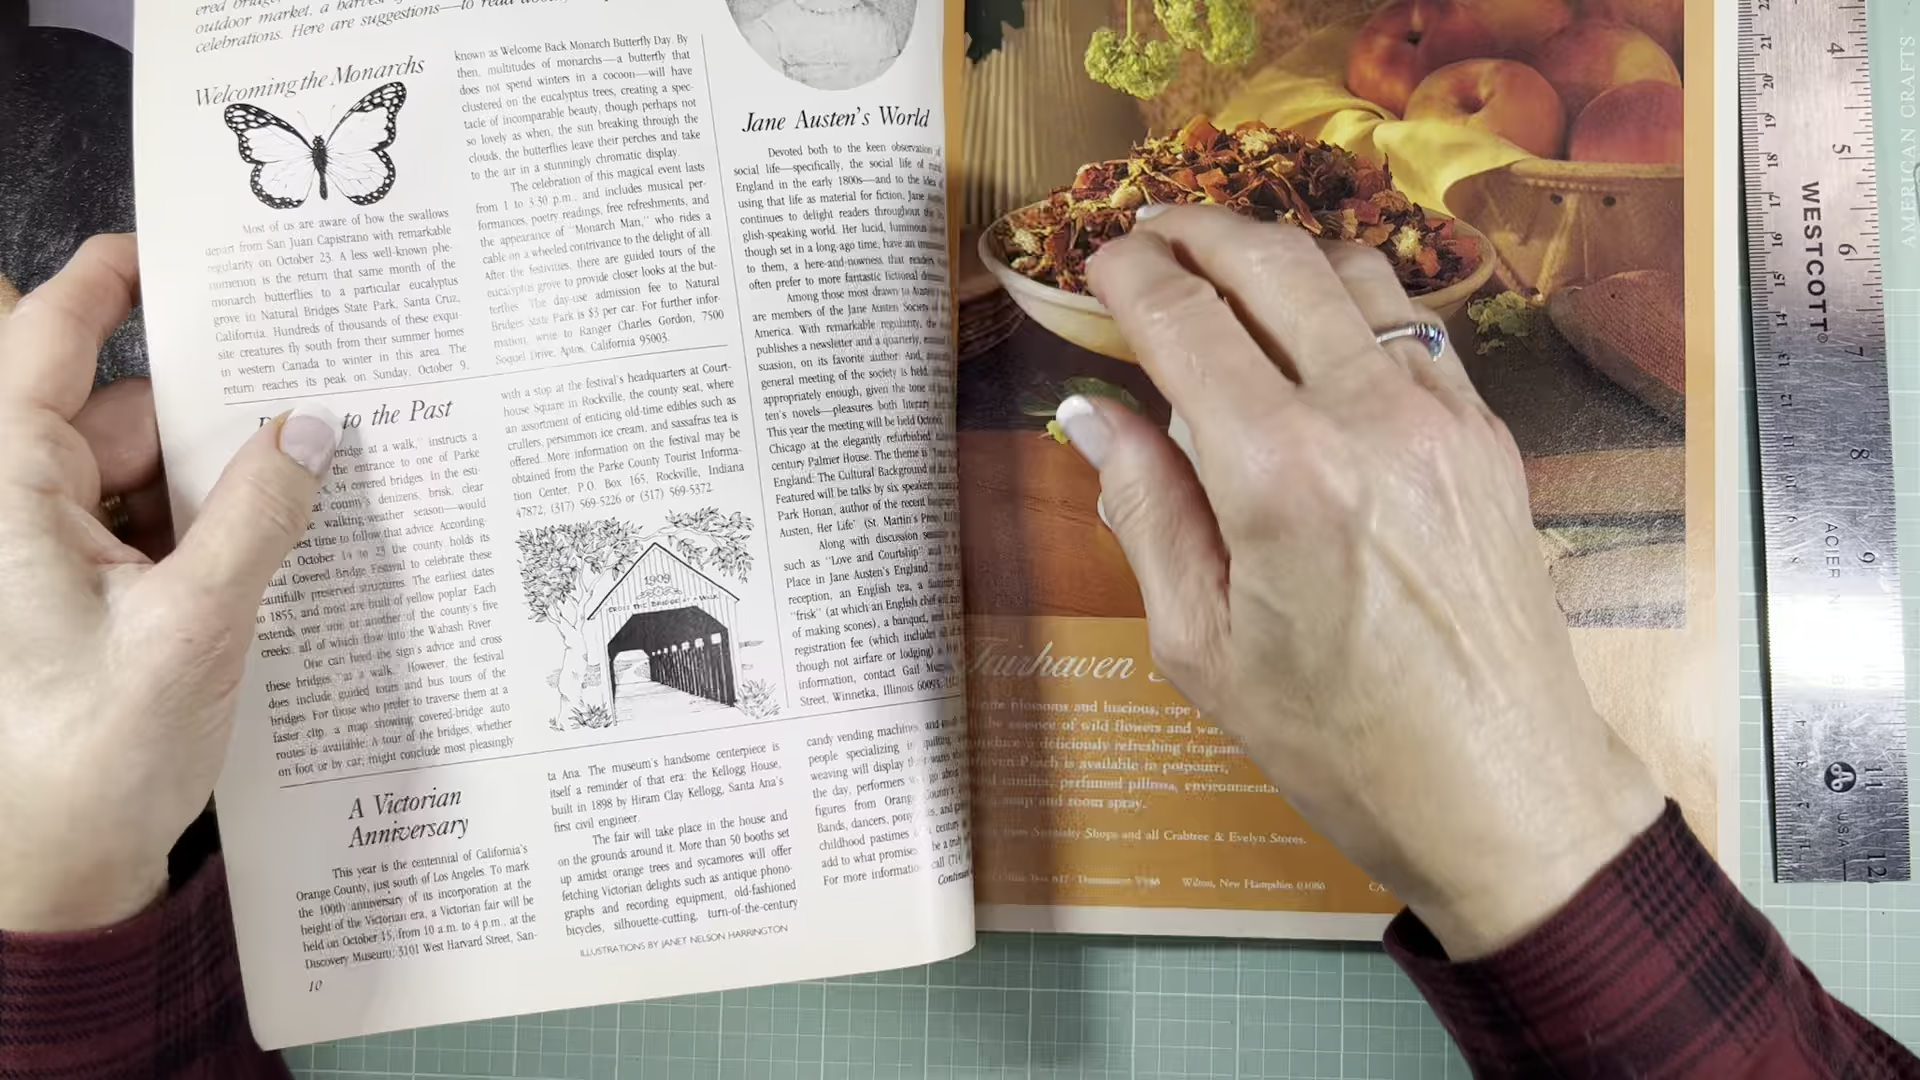 ered bridge,
outdoor market, a harvest
celebrations. Here are suggestions—to read
Welcoming the Monarchs
Most of us are aware of how the swallows
depart from San Juan Capistrano with remarkable
regularity on October 23. A less well-known phe-
nomenon is the return that same month of the
monarch butterflies to a particular eucalyptus
grove in Natural Bridges State Park, Santa Cruz,
California. Hundreds of thousands of these exqui-
site creatures fly south from their summer homes
in western Canada to winter in this area. The
return reaches its peak on Sunday, October 9,
known as Welcome Back Monarch Butterfly Day. By
then, multitudes of monarchs—a butterfly that
does not spend winters in a cocoon—will have
clustered on the eucalyptus trees, creating a spec-
tacle of incomparable beauty, though perhaps not
so lovely as when, the sun breaking through the
clouds, the butterflies leave their perches and take
to the air in a stunningly chromatic display.
The celebration of this magical event lasts
from 1 to 3:30 p.m., and includes musical per-
formances, poetry readings, free refreshments, and
the appearance of "Monarch Man," who rides a
cable on a wheeled contrivance to the delight of all.
After the festivities, there are guided tours of the
eucalyptus grove to provide closer looks at the but-
terflies. The day-use admission fee to Natural
Bridges State Park is $3 per car. For further infor-
mation, write to Ranger Charles Gordon, 7500
Soquel Drive, Aptos, California 95003.
to the Past
bridge at a walk," instructs a
the entrance to one of Parke
34 covered bridges. In the esti-
at county's denizens, brisk, clear
walking-weather season—would
best time to follow that advice. According-
October 14 to 23 the county holds its
Covered Bridge Festival to celebrate these
beautifully preserved structures. The earliest dates
to 1855, and most are built of yellow poplar. Each
extends over one or another of the county's five
creeks, all of which flow into the Wabash River.
One can heed the sign's advice and cross
these bridges "at a walk." However, the festival
does include guided tours and bus tours of the
bridges. For those who prefer to traverse them at a
faster clip, a map showing covered-bridge auto
routes is available. A tour of the bridges, whether
on foot or by car, might conclude most pleasingly
with a stop at the festival's headquarters at Court-
house Square in Rockville, the county seat, where
an assortment of enticing old-time edibles such as
crullers, persimmon ice cream, and sassafras tea is
offered. More information on the festival may be
obtained from the Parke County Tourist Informa-
tion Center, P.O. Box 165, Rockville, Indiana
47872, (317) 569-5226 or (317) 569-5372.
1909
CROSS THE BRIDGE AT A WALK
Jane Austen's World
Devoted both to the keen observation of
social life—specifically, the social life of rural
England in the early 1800s—and to the idea of
using that life as material for fiction, Jane
continues to delight readers throughout the
glish-speaking world. Her lucid, luminous
though set in a long-ago time, have an
to them, a here-and-nowness, that readers
often prefer to more fantastic fictional
Among those most drawn to
are members of the Jane Austen Society
America. With remarkable regularity, the
publishes a newsletter and a quarterly,
suasion, on its favorite author. And,
general meeting of the society is held,
appropriately enough, given the tone
ten's novels—pleasures both literary
This year the meeting will be held
Chicago at the elegantly refurbished
century Palmer House. The theme is
England: The Cultural Background
Featured will be talks by six speakers,
Park Honan, author of the recent
Austen, Her Life (St. Martin's
Along with discussion
such as "Love and Courtship"
Place in Jane Austen's England,"
reception, an English tea, a
"frisk" (at which an English chef
of making scones), a banquet,
registration fee (which includes
though not airfare or lodging)
information, contact Gail
Street, Winnetka, Illinois
A Victorian
Anniversary
This year is the centennial of California's
Orange County, just south of Los Angeles. To mark
the 100th anniversary of its incorporation at the
height of the Victorian era, a Victorian fair will be
held on October 15, from 10 a.m. to 4 p.m., at the
Discovery Museum, 3101 West Harvard Street, San-
ta Ana. The museum's handsome centerpiece is
itself a reminder of that era: the Kellogg House,
built in 1898 by Hiram Clay Kellogg, Santa Ana's
first civil engineer.
The fair will take place in the house and
on the grounds around it. More than 50 booths set
up amidst orange trees and sycamores will offer
fetching Victorian delights such as antique phono-
graphs and recording equipment, old-fashioned
bicycles, silhouette-cutting, turn-of-the-century
candy vending machines, and
people specializing in quilting
weaving will display
the day, performers
figures from Orange County's
Bands, dancers,
childhood pastimes century
add to what promises be a
For more information call
ILLUSTRATIONS BY JANET NELSON HARRINGTON
10
Fairhaven
blossoms and luscious, ripe
essence of wild flowers and
deliciously refreshing
Peach is available in potpourri,
candles, perfumed pillows, environmental
soap and room spray.
Specialty Shops and all Crabtree & Evelyn Stores.
Wilton, New Hampshire 03086
WESTCOTT®
ACIER
USA
4 5 6 7 8 9 10 11 12
21 20 19 18 17 16 15 14 13 12 11 10
AMERICAN CRAFTS